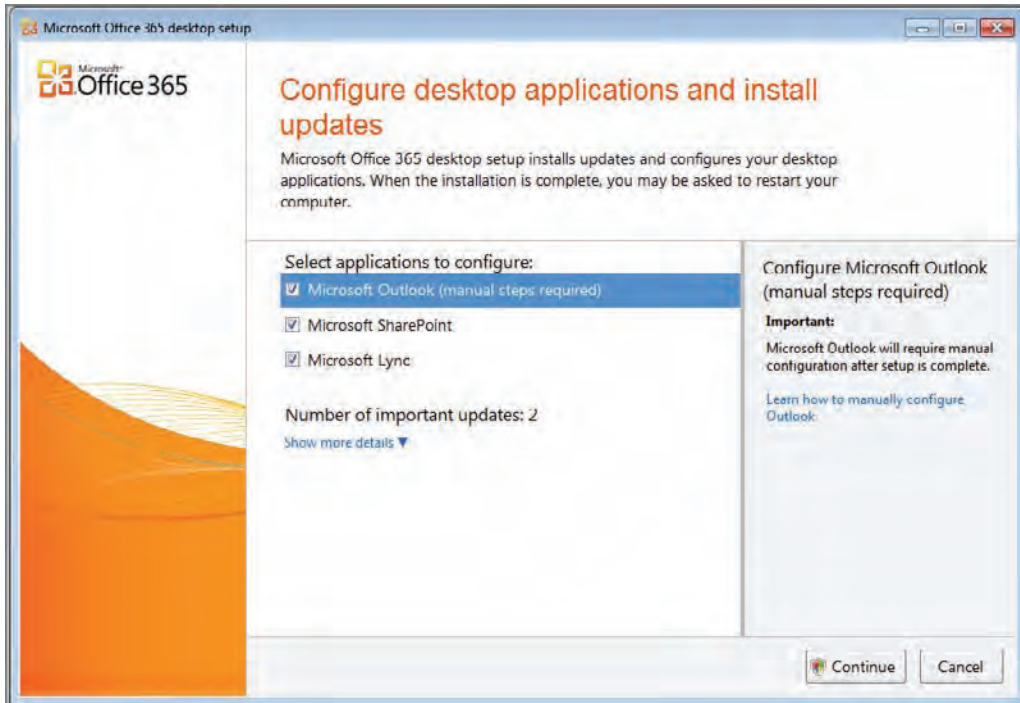 Microsoft Office 365 desktop setup
Microsoft®
Office 365
Configure desktop applications and install
updates
Microsoft Office 365 desktop setup installs updates and configures your desktop
applications. When the installation is complete, you may be asked to restart your
computer.
Select applications to configure:
Microsoft Outlook (manual steps required)
Microsoft SharePoint
Microsoft Lync
Number of important updates: 2
Show more details ▼
Configure Microsoft Outlook
(manual steps required)
Important:
Microsoft Outlook will require manual
configuration after setup is complete.
Learn how to manually configure
Outlook
Continue
Cancel